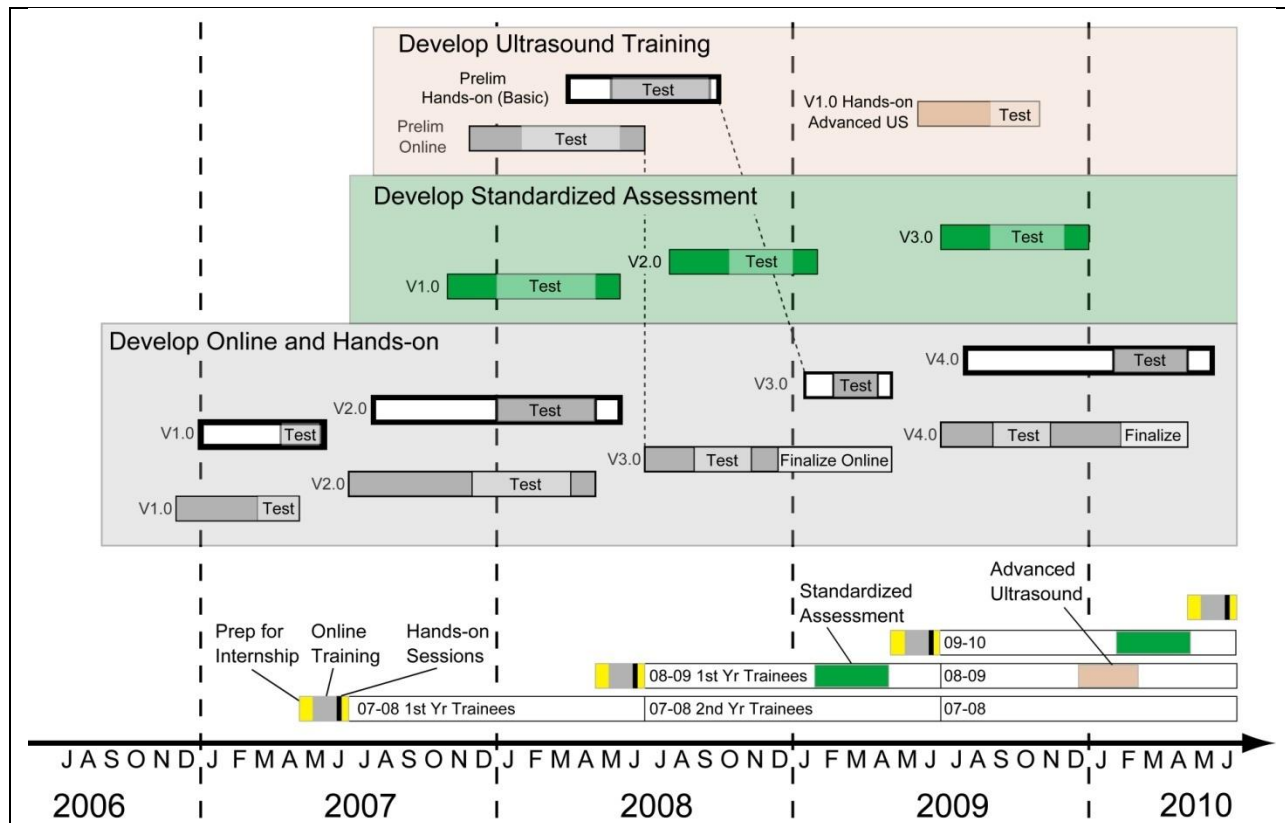 Develop Ultrasound Training
Prelim
Hands-on (Basic)
Test
V1.0 Hands-on
Advanced US
Test
Prelim
Online
Test
Develop Standardized Assessment
V3.0
Test
V2.0
Test
V1.0
Test
Develop Online and Hands-on
V4.0
Test
V3.0
Test
V2.0
Test
V1.0
Test
V4.0
Test
Finalize
V3.0
Test
Finalize Online
V2.0
Test
V1.0
Test
Advanced
Ultrasound
Standardized
Assessment
Prep for
Internship
Online
Training
Hands-on
Sessions
09-10
08-09 1st Yr Trainees
08-09
07-08 1st Yr Trainees
07-08 2nd Yr Trainees
07-08
J A S O N D J F M A M J J A S O N D J F M A M J J A S O N D J F M A M J J A S O N D J F M A M J
2006 2007 2008 2009 2010